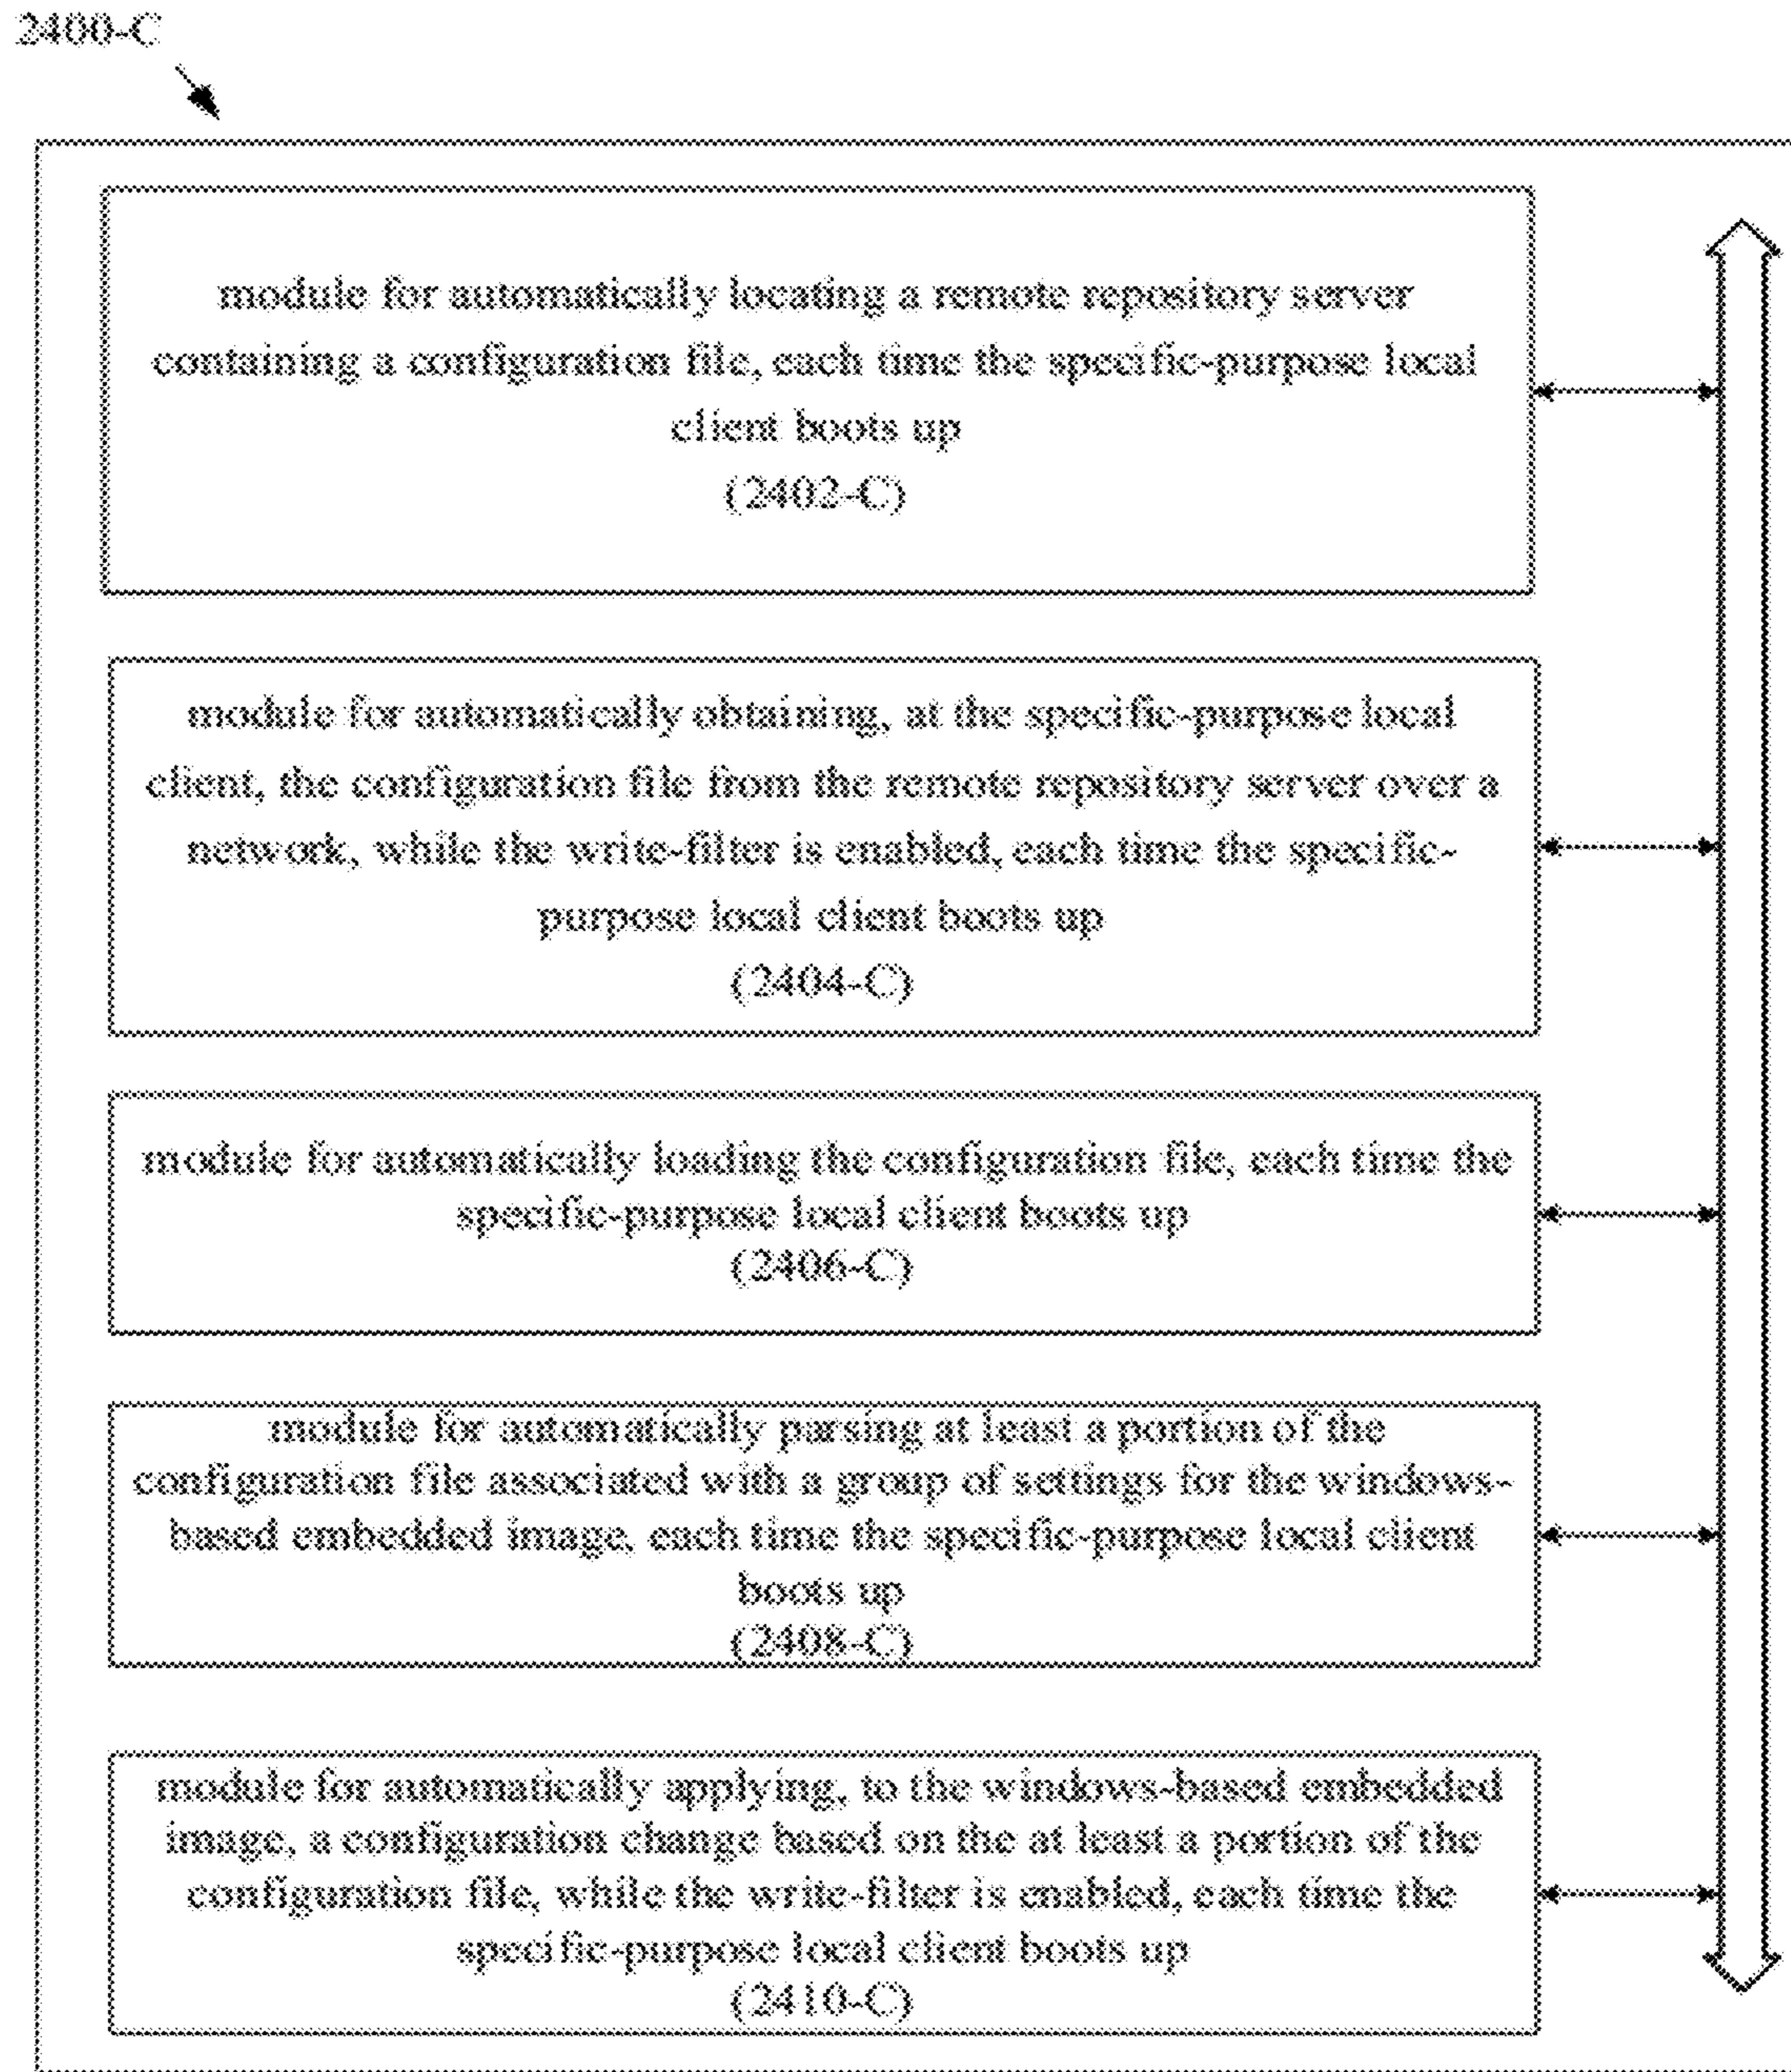 2400-C
module for automatically locating a remote repository server
containing a configuration file, each time the specific-purpose local
client boots up
(2402-C)
module for automatically obtaining, at the specific-purpose local
client, the configuration file from the remote repository server over a
network, while the write-filter is enabled, each time the specific-
purpose local client boots up
(2404-C)
module for automatically loading the configuration file, each time the
specific-purpose local client boots up
(2406-C)
module for automatically parsing at least a portion of the
configuration file associated with a group of settings for the windows-
based embedded image, each time the specific-purpose local client
boots up
(2408-C)
module for automatically applying, to the windows-based embedded
image, a configuration change based on the at least a portion of the
configuration file, while the write-filter is enabled, each time the
specific-purpose local client boots up
(2410-C)